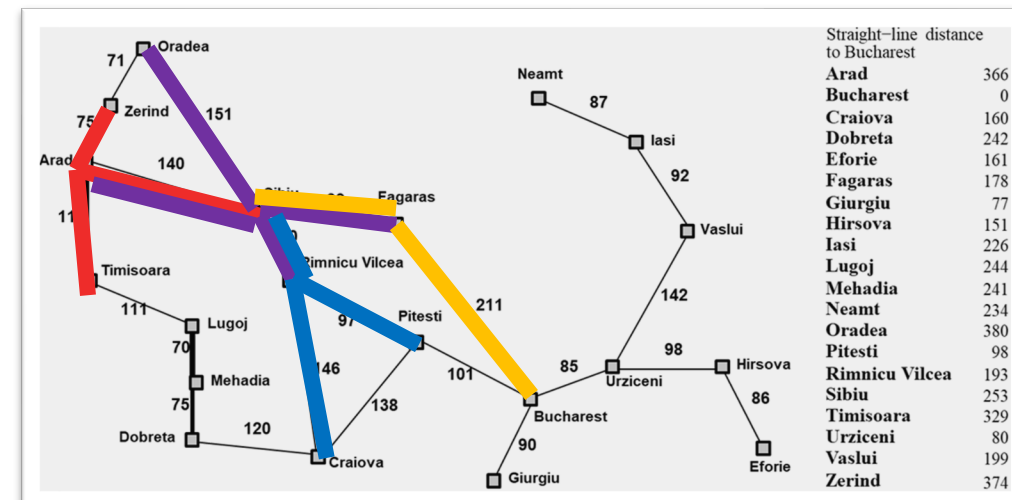 Oradea
71
Neamt
87
Zerind
151
75
Iasi
Arad
140
92
Fagaras
Vaslui
11
Timisoara
Rimnicu Vilcea
142
111
Lugoj
97
Pitesti
211
70
98
Hirsova
146
85
Mehadia
101
Urziceni
86
75
138
Bucharest
Dobreta
120
90
Craiova
Eforie
Giurgiu
Straight-line distance
to Bucharest
Arad 366
Bucharest 0
Craiova 160
Dobreta 242
Eforie 161
Fagaras 178
Giurgiu 77
Hirsova 151
Iasi 226
Lugoj 244
Mehadia 241
Neamt 234
Oradea 380
Pitesti 98
Rimnicu Vilcea 193
Sibiu 253
Timisoara 329
Urziceni 80
Vaslui 199
Zerind 374